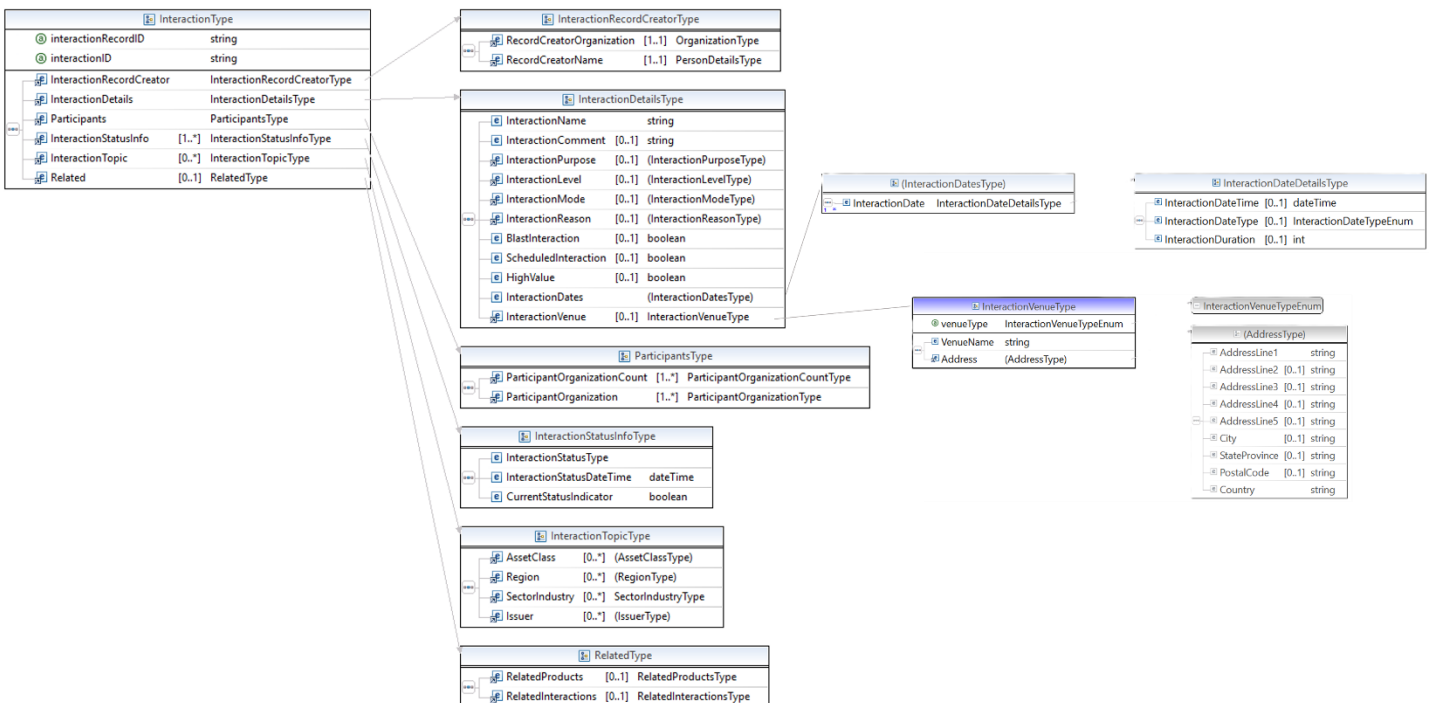 InteractionType
interactionRecordID string
interactionID string
InteractionRecordCreator InteractionRecordCreatorType
InteractionDetails InteractionDetailsType
Participants ParticipantsType
InteractionStatusInfo [1..*] InteractionStatusInfoType
InteractionTopic [0..*] InteractionTopicType
Related [0..1] RelatedType
InteractionRecordCreatorType
RecordCreatorOrganization [1..1] OrganizationType
RecordCreatorName [1..1] PersonDetailsType
InteractionDetailsType
InteractionName string
InteractionComment [0..1] string
InteractionPurpose [0..1] (InteractionPurposeType)
InteractionLevel [0..1] (InteractionLevelType)
InteractionMode [0..1] (InteractionModeType)
InteractionReason [0..1] (InteractionReasonType)
BlastInteraction [0..1] boolean
ScheduledInteraction [0..1] boolean
HighValue [0..1] boolean
InteractionDates (InteractionDatesType)
InteractionVenue [0..1] InteractionVenueType
(InteractionDatesType)
InteractionDate InteractionDateDetailsType
1 *
InteractionDateDetailsType
InteractionDateTime [0..1] dateTime
InteractionDateType [0..1] InteractionDateTypeEnum
InteractionDuration [0..1] int
InteractionVenueType
venueType InteractionVenueTypeEnum
VenueName string
Address (AddressType)
InteractionVenueTypeEnum
(AddressType)
AddressLine1 string
AddressLine2 [0..1] string
AddressLine3 [0..1] string
AddressLine4 [0..1] string
AddressLine5 [0..1] string
City [0..1] string
StateProvince [0..1] string
PostalCode [0..1] string
Country string
ParticipantsType
ParticipantOrganizationCount [1..*] ParticipantOrganizationCountType
ParticipantOrganization [1..*] ParticipantOrganizationType
InteractionStatusInfoType
InteractionStatusType
InteractionStatusDateTime dateTime
CurrentStatusIndicator boolean
InteractionTopicType
AssetClass [0..*] (AssetClassType)
Region [0..*] (RegionType)
SectorIndustry [0..*] SectorIndustryType
Issuer [0..*] (IssuerType)
RelatedType
RelatedProducts [0..1] RelatedProductsType
RelatedInteractions [0..1] RelatedInteractionsType